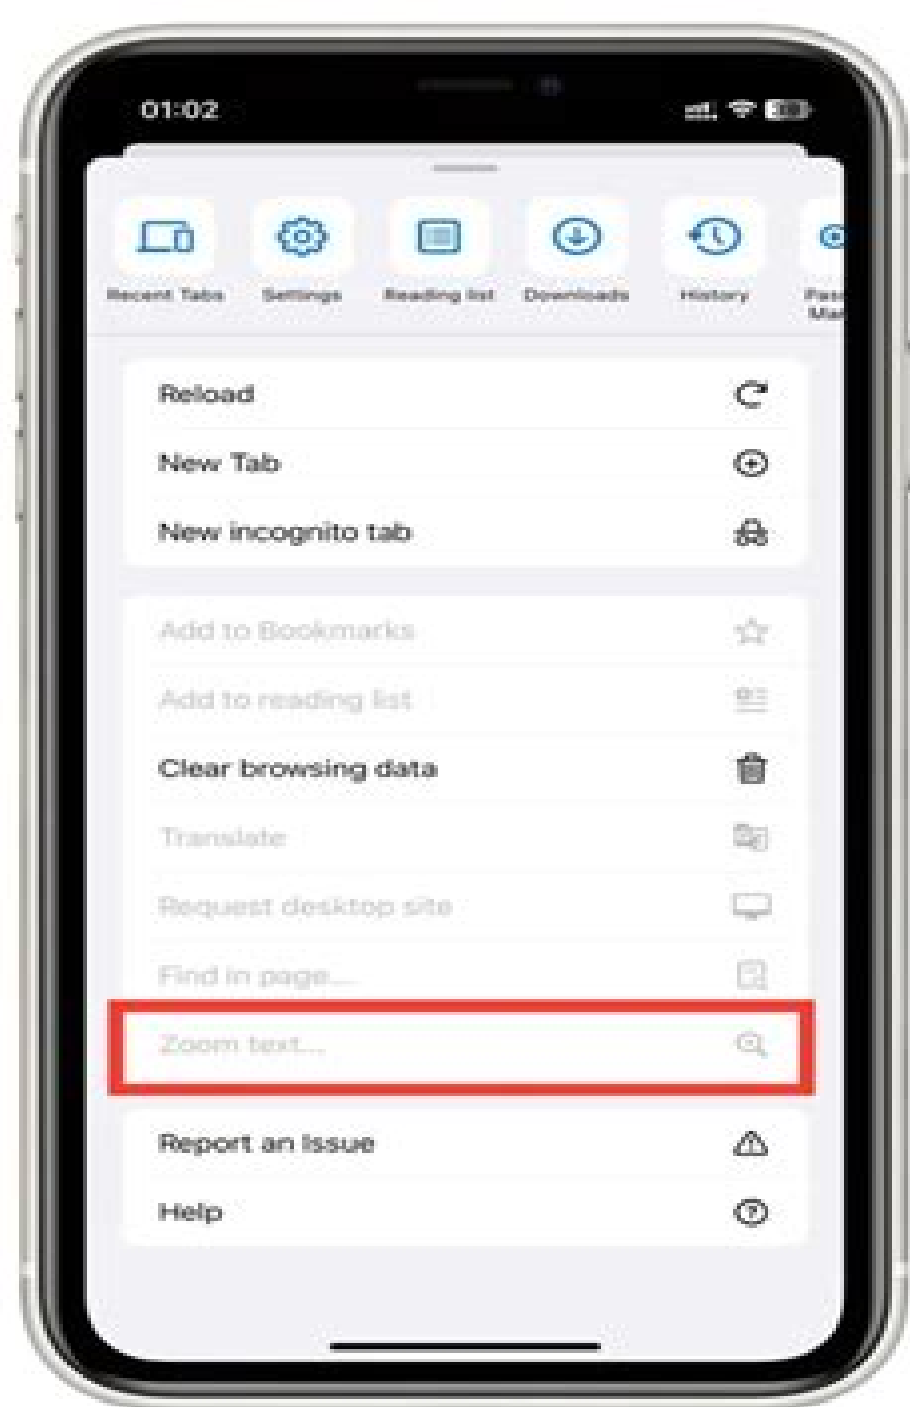 01:02
Recent Tabs
Settings
Reading list
Downloads
History
Reload
New Tab
New incognito tab
Add to Bookmarks
Add to reading list
Clear browsing data
Translate
Request desktop site
Find in page...
Zoom text...
Report an Issue
Help